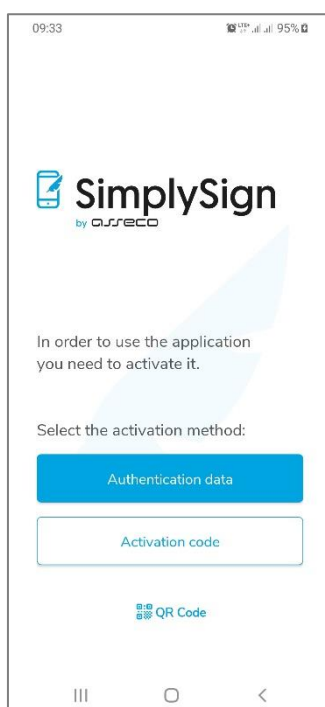 09:33 LTE+ 95%
SimplySign
by asseco
In order to use the application
you need to activate it.
Select the activation method:
Authentication data
Activation code
QR Code